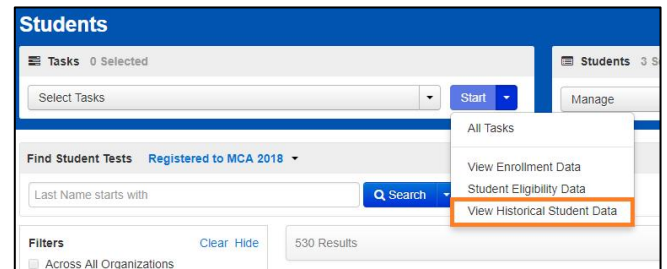 Students
Tasks 0 Selected
Students 3
Select Tasks
Start
Manage
All Tasks
View Enrollment Data
Student Eligibility Data
View Historical Student Data
Find Student Tests Registered to MCA 2018
Last Name starts with
Search
Filters Clear Hide
530 Results
Across All Organizations